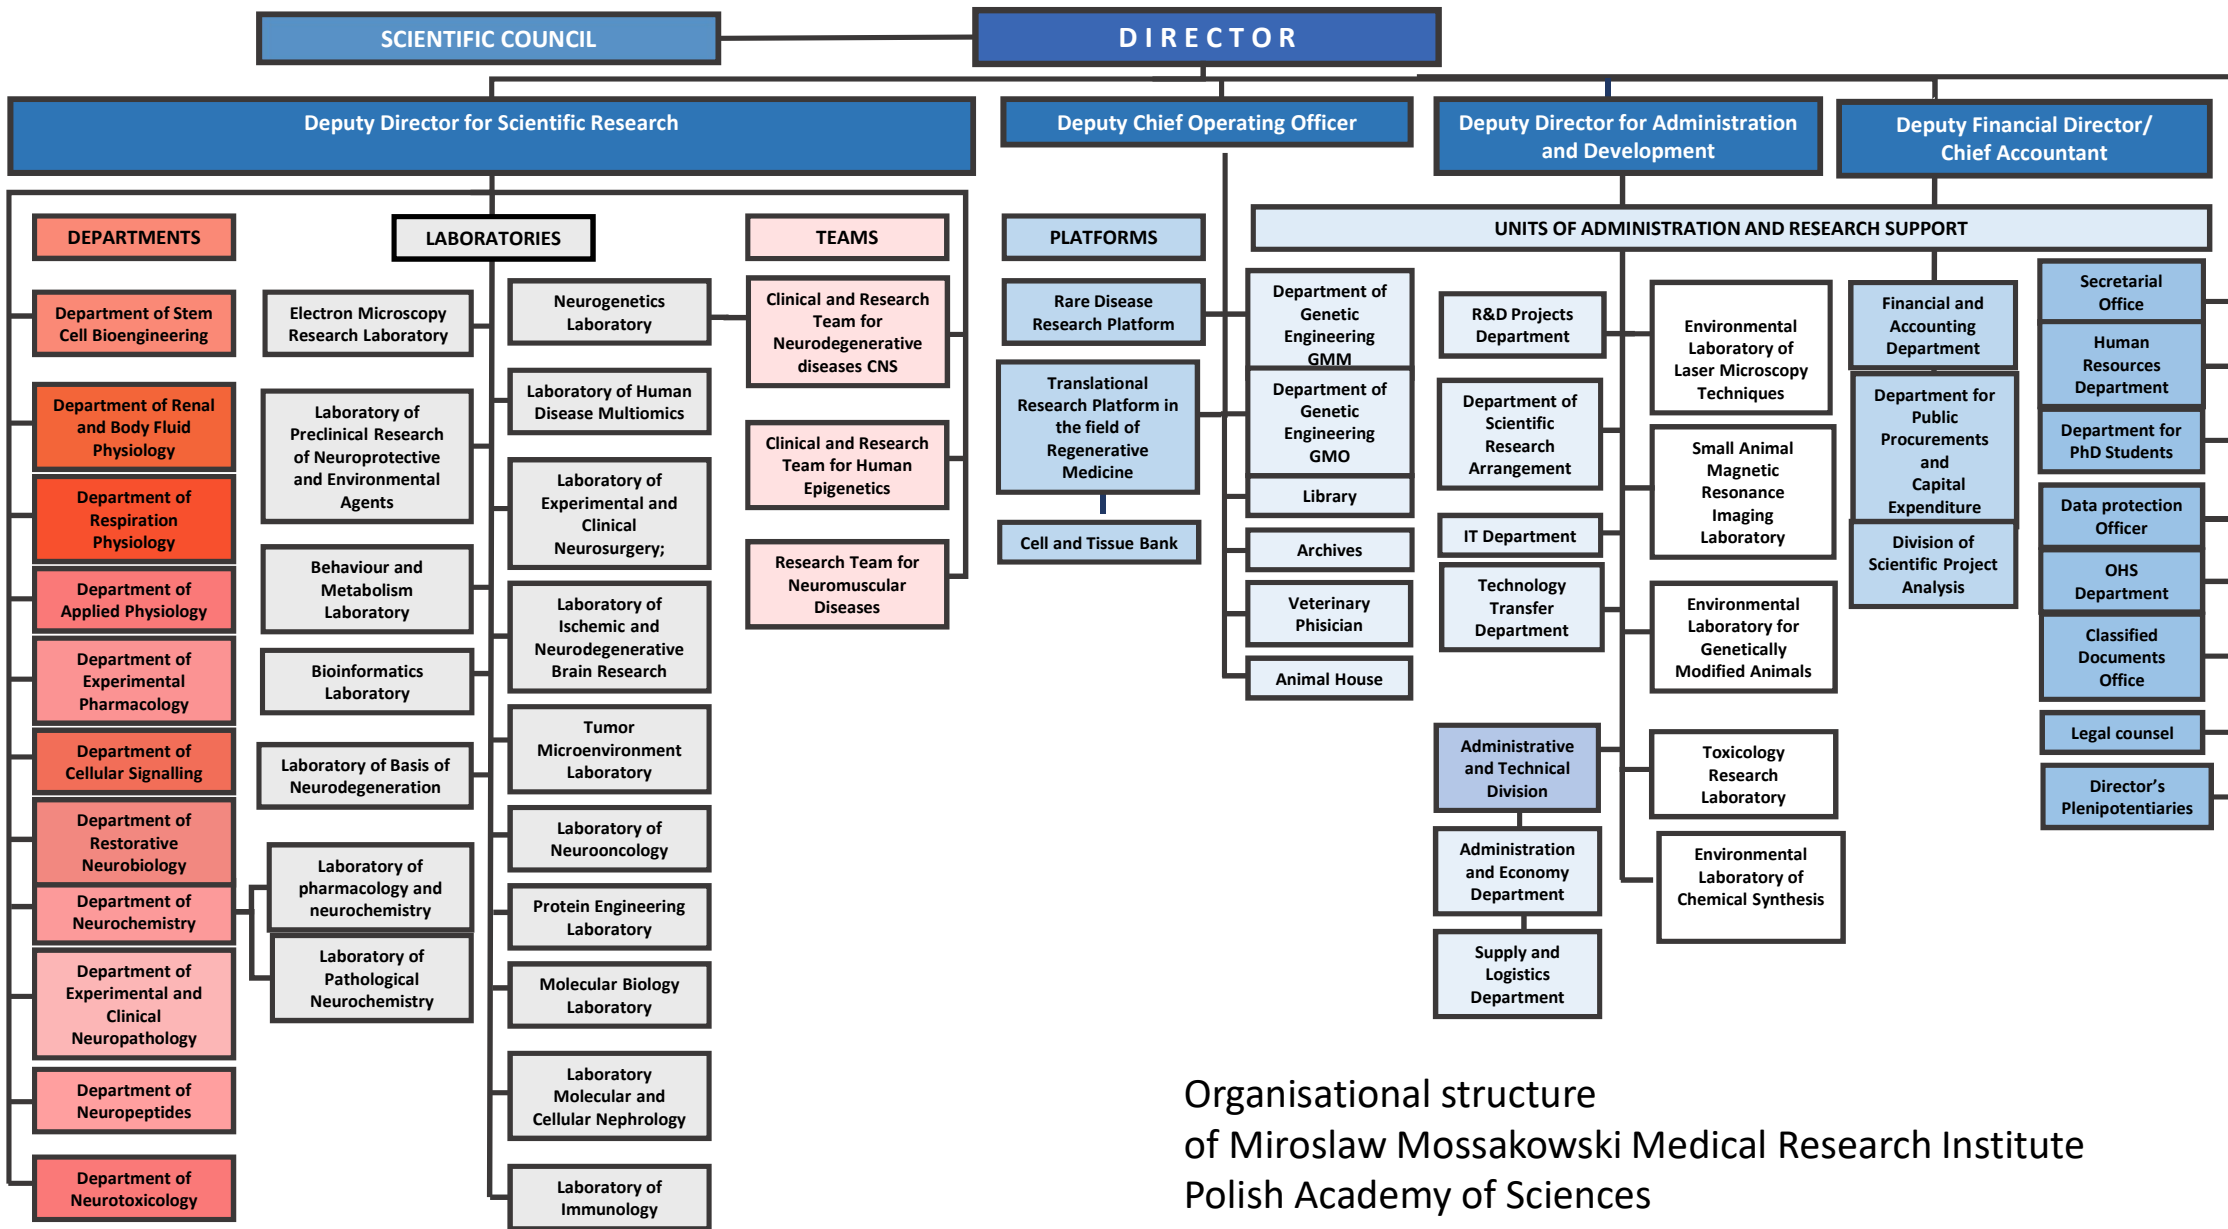 SCIENTIFIC COUNCIL
DIRECTOR
Deputy Director for Scientific Research
Deputy Chief Operating Officer
Deputy Director for Administration
and Development
Deputy Financial Director/
Chief Accountant
DEPARTMENTS
Department of Stem
Cell Bioengineering
Department of Renal
and Body Fluid
Physiology
Department of
Respiration
Physiology
Department of
Applied Physiology
Department of
Experimental
Pharmacology
Department of
Cellular Signalling
Department of
Restorative
Neurobiology
Department of
Neurochemistry
Department of
Experimental and
Clinical
Neuropathology
Department of
Neuropeptides
Department of
Neurotoxicology
LABORATORIES
Electron Microscopy
Research Laboratory
Laboratory of
Preclinical Research
of Neuroprotective
and Environmental
Agents
Behaviour and
Metabolism
Laboratory
Bioinformatics
Laboratory
Laboratory of Basis of
Neurodegeneration
Laboratory of
pharmacology and
neurochemistry
Laboratory of
Pathological
Neurochemistry
Neurogenetics
Laboratory
Laboratory of Human
Disease Multiomics
Laboratory of
Experimental and
Clinical
Neurosurgery;
Laboratory of
Ischemic and
Neurodegenerative
Brain Research
Tumor
Microenvironment
Laboratory
Laboratory of
Neurooncology
Protein Engineering
Laboratory
Molecular Biology
Laboratory
Laboratory
Molecular and
Cellular Nephrology
Laboratory of
Immunology
TEAMS
Clinical and Research
Team for
Neurodegenerative
diseases CNS
Clinical and Research
Team for Human
Epigenetics
Research Team for
Neuromuscular
Diseases
PLATFORMS
Rare Disease
Research Platform
Translational
Research Platform in
the field of
Regenerative
Medicine
Cell and Tissue Bank
UNITS OF ADMINISTRATION AND RESEARCH SUPPORT
Department of
Genetic
Engineering
GMM
Department of
Genetic
Engineering
GMO
Library
Archives
Veterinary
Phisician
Animal House
R&D Projects
Department
Department of
Scientific
Research
Arrangement
IT Department
Technology
Transfer
Department
Administrative
and Technical
Division
Administration
and Economy
Department
Supply and
Logistics
Department
Environmental
Laboratory of
Laser Microscopy
Techniques
Small Animal
Magnetic
Resonance
Imaging
Laboratory
Environmental
Laboratory for
Genetically
Modified Animals
Toxicology
Research
Laboratory
Environmental
Laboratory of
Chemical Synthesis
Financial and
Accounting
Department
Department for
Public
Procurements
and
Capital
Expenditure
Division of
Scientific Project
Analysis
Secretarial
Office
Human
Resources
Department
Department for
PhD Students
Data protection
Officer
OHS
Department
Classified
Documents
Office
Legal counsel
Director's
Plenipotentiaries
Organisational structure
of Miroslaw Mossakowski Medical Research Institute
Polish Academy of Sciences